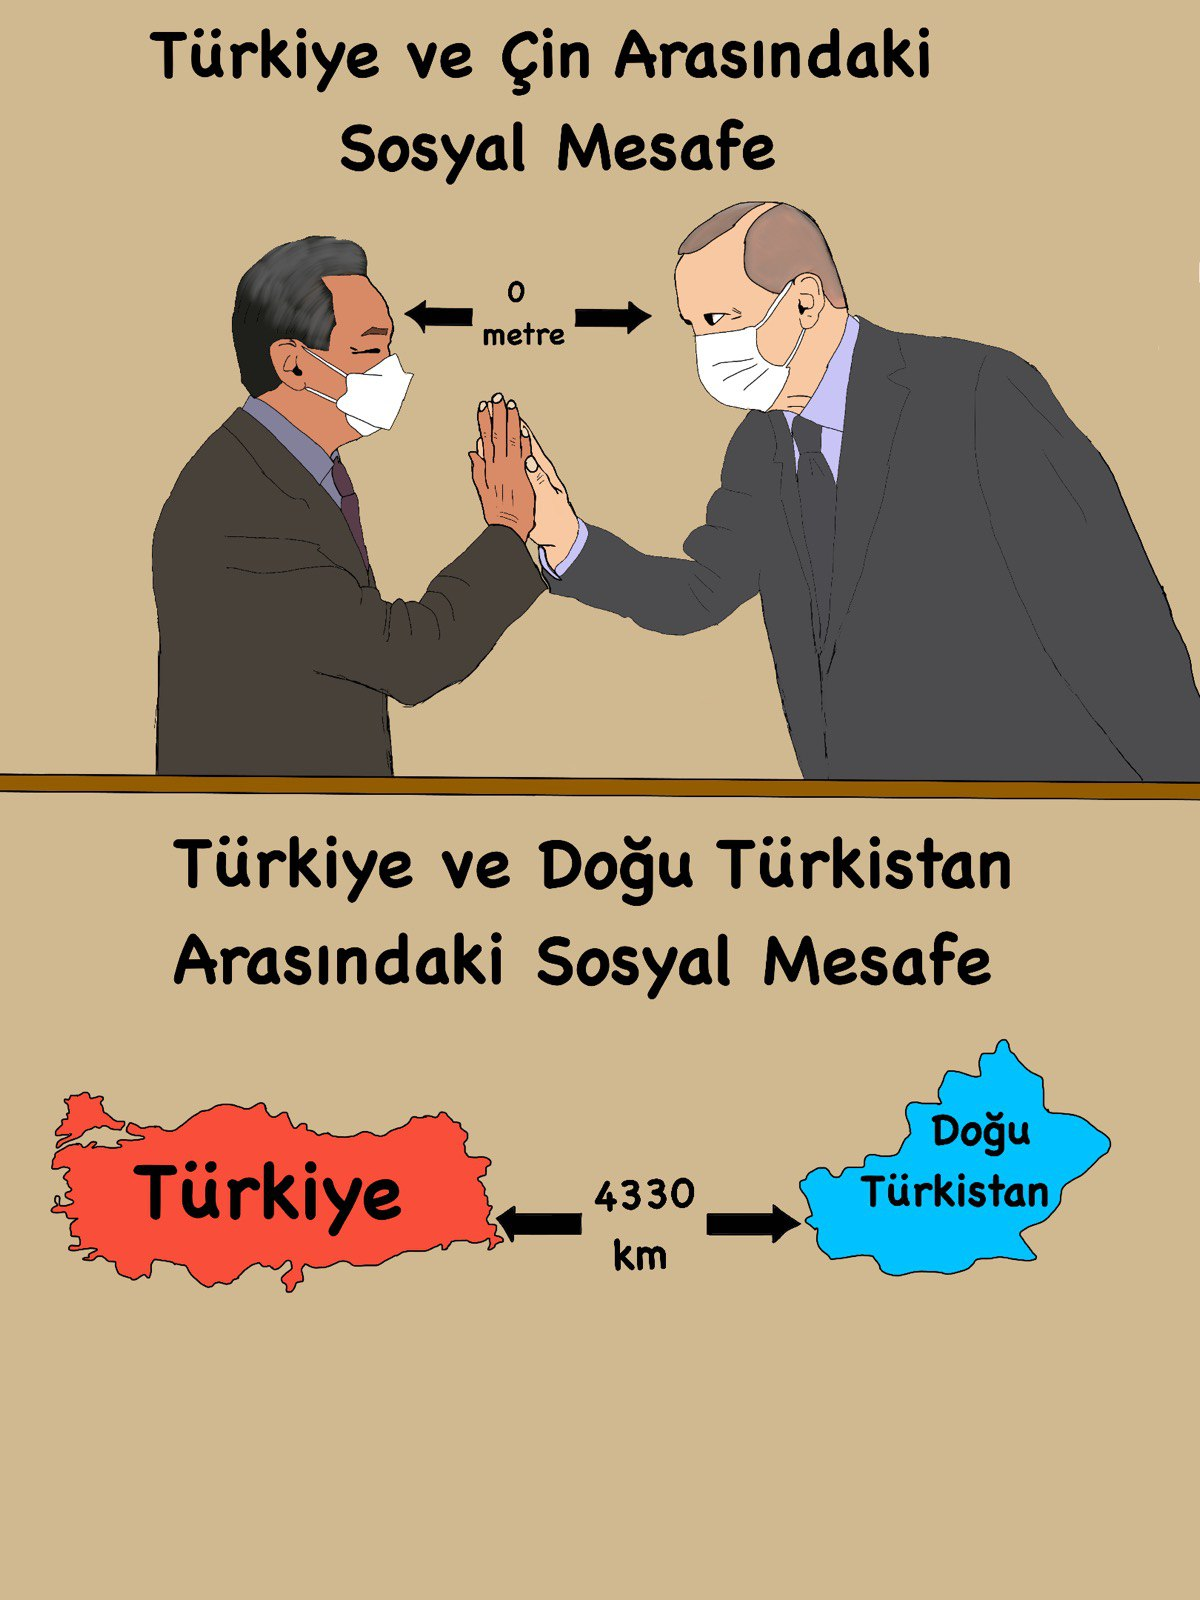 Türkiye ve Çin Arasındaki
Sosyal Mesafe
0
metre
Türkiye ve Doğu Türkistan
Arasındaki Sosyal Mesafe
Türkiye
4330
km
Doğu
Türkistan